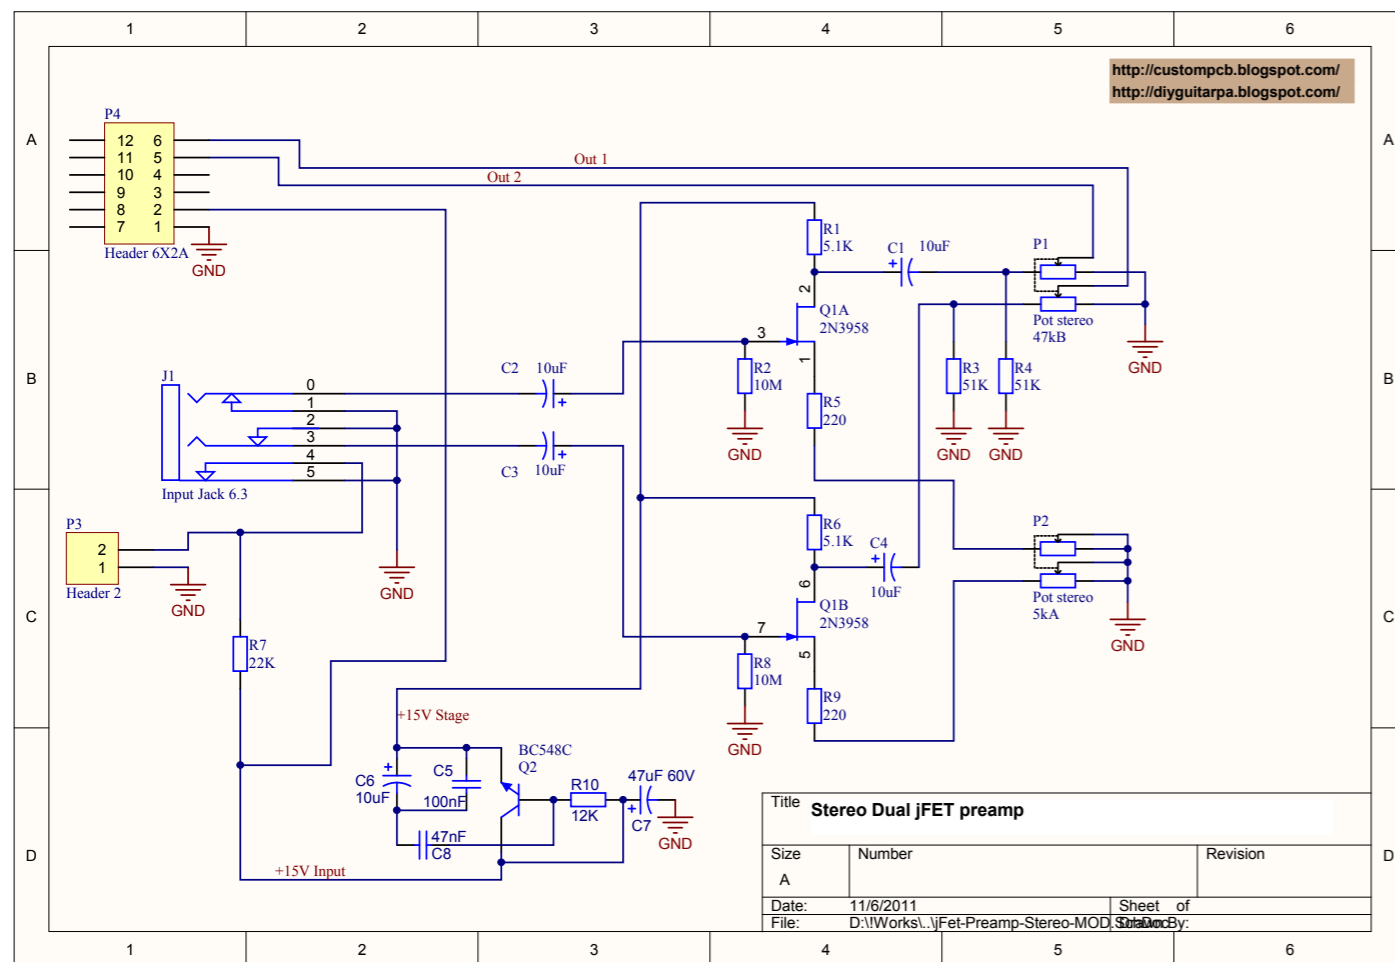 1 2 3 4 5 6
http://custompcb.blogspot.com/
http://diyguitarpa.blogspot.com/
A A
P4
12 6
11 5
10 4
9 3
8 2
7 1
Header 6X2A
GND
Out 1
Out 2
R1
5.1K
C1 10uF
+
P1
Pot stereo
47kB
GND
2
Q1A
2N3958
3
1
R2
10M
GND
R5
220
R3
51K
GND
R4
51K
GND
B B
J1
0
1
2
3
4
5
Input Jack 6.3
C2 10uF
+
C3 10uF
+
GND
P3
2
1
Header 2
GND
R6
5.1K
C4
+
10uF
P2
Pot stereo
5kA
GND
C C
6
Q1B
2N3958
7
5
R8
10M
GND
R9
220
R7
22K
+15V Stage
BC548C
Q2
C6
10uF
+
C5
100nF
47nF
C8
R10
12K
47uF 60V
+
C7
GND
+15V Input
D D
Title Stereo Dual jFET preamp
Size Number Revision
A
Date: 11/6/2011 Sheet of
File: D:\!Works\..\jFet-Preamp-Stereo-MOD. By:
1 2 3 4 5 6